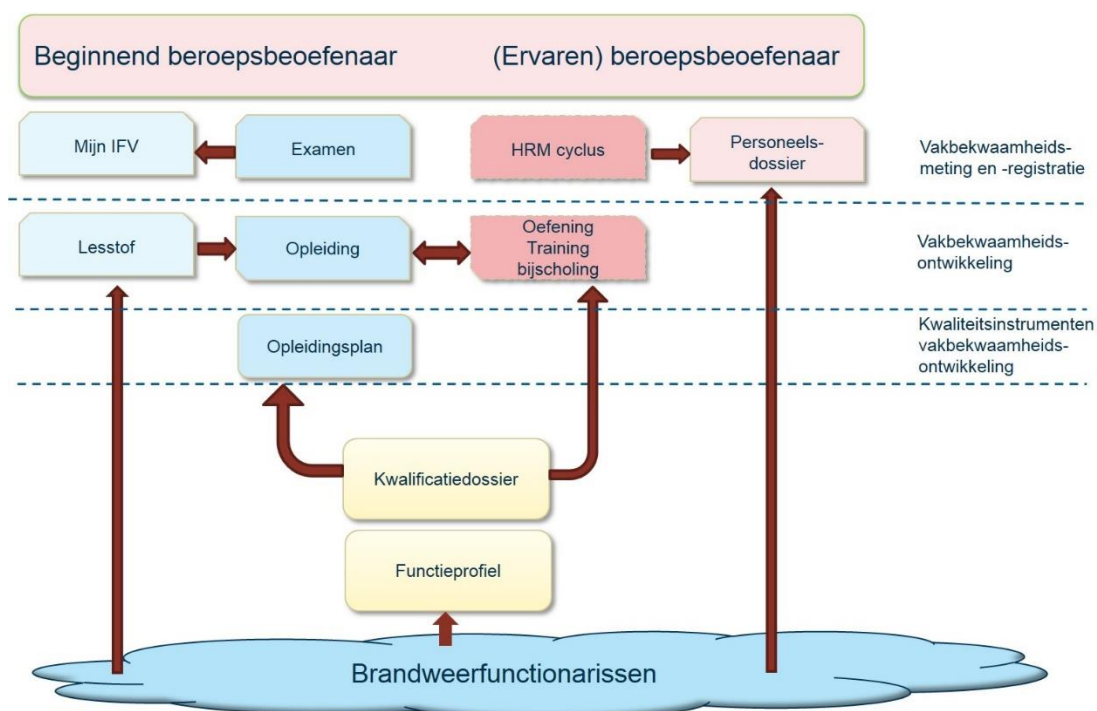 Beginnend beroepsbeoefenaar
(Ervaren) beroepsbeoefenaar
Mijn IFV
Examen
HRM cyclus
Personeels-
dossier
Vakbekwaamheids-
meting en -registratie
Lesstof
Opleiding
Oefening
Training
bijscholing
Vakbekwaamheids-
ontwikkeling
Opleidingsplan
Kwaliteitsinstrumenten
vakbekwaamheids-
ontwikkeling
Kwalificatiedossier
Functieprofiel
Brandweerfunctionarissen